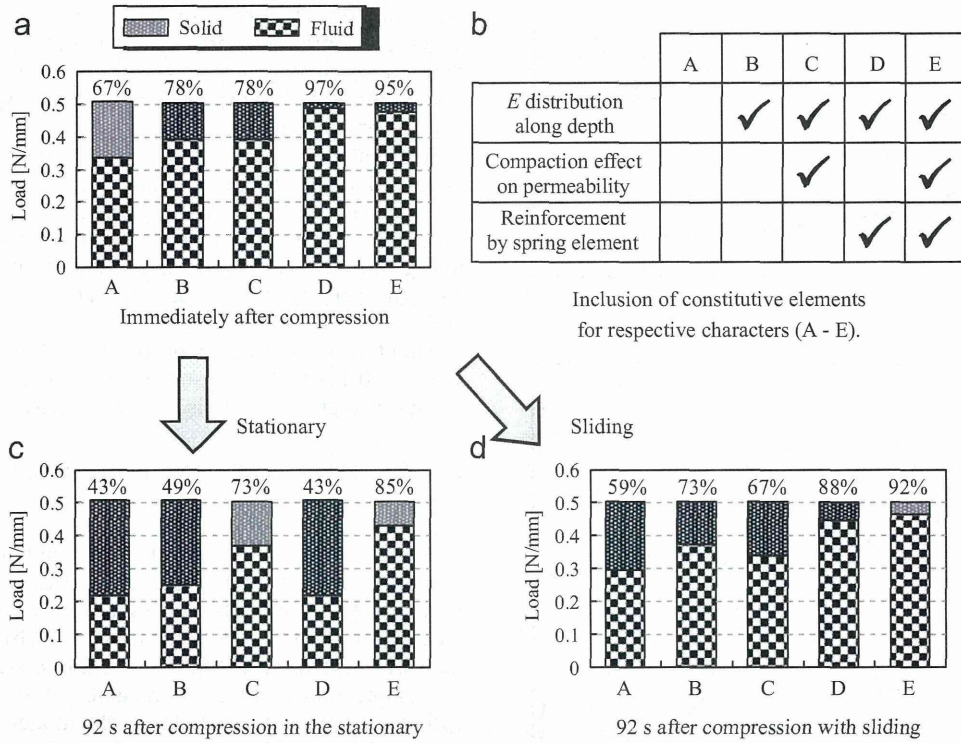 a
Solid Fluid
Load [N/mm]
0.6
0.5
0.4
0.3
0.2
0.1
0
67% 78% 78% 97% 95%
A B C D E
Immediately after compression
b
A B C D E
E distribution
along depth
Compaction effect
on permeability
Reinforcement
by spring element
Inclusion of constitutive elements
for respective characters (A - E).
Stationary
Sliding
c
Load [N/mm]
0.6
0.5
0.4
0.3
0.2
0.1
0
43% 49% 73% 43% 85%
A B C D E
92 s after compression in the stationary
d
Load [N/mm]
0.6
0.5
0.4
0.3
0.2
0.1
0
59% 73% 67% 88% 92%
A B C D E
92 s after compression with sliding